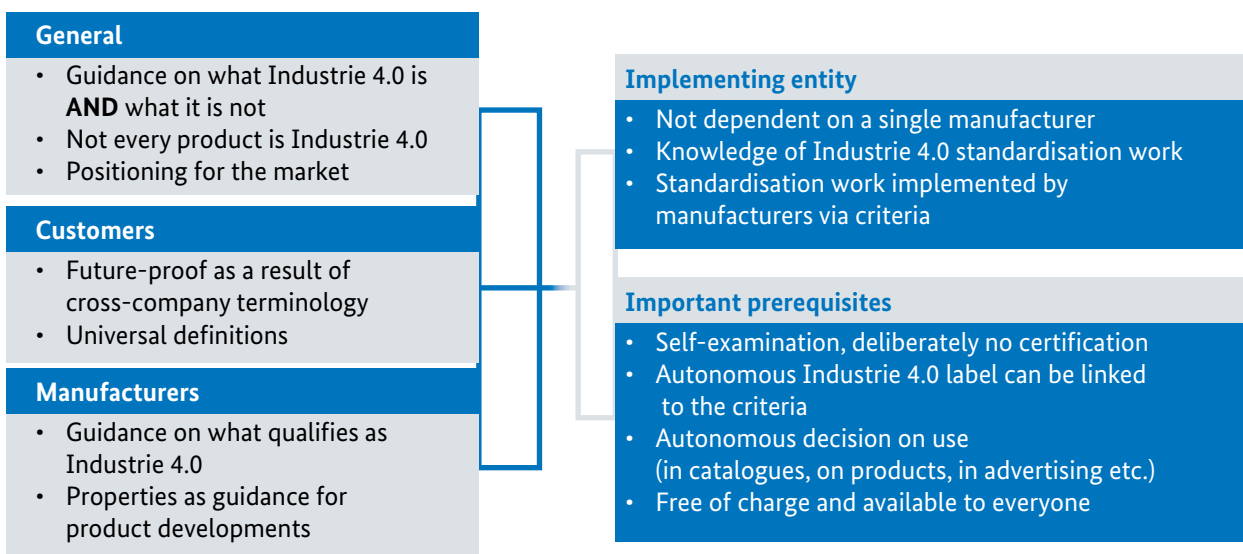 General
• Guidance on what Industrie 4.0 is
AND what it is not
• Not every product is Industrie 4.0
• Positioning for the market
Customers
• Future-proof as a result of
cross-company terminology
• Universal definitions
Manufacturers
• Guidance on what qualifies as
Industrie 4.0
• Properties as guidance for
product developments
Implementing entity
• Not dependent on a single manufacturer
• Knowledge of Industrie 4.0 standardisation work
• Standardisation work implemented by
manufacturers via criteria
Important prerequisites
• Self-examination, deliberately no certification
• Autonomous Industrie 4.0 label can be linked
to the criteria
• Autonomous decision on use
(in catalogues, on products, in advertising etc.)
• Free of charge and available to everyone